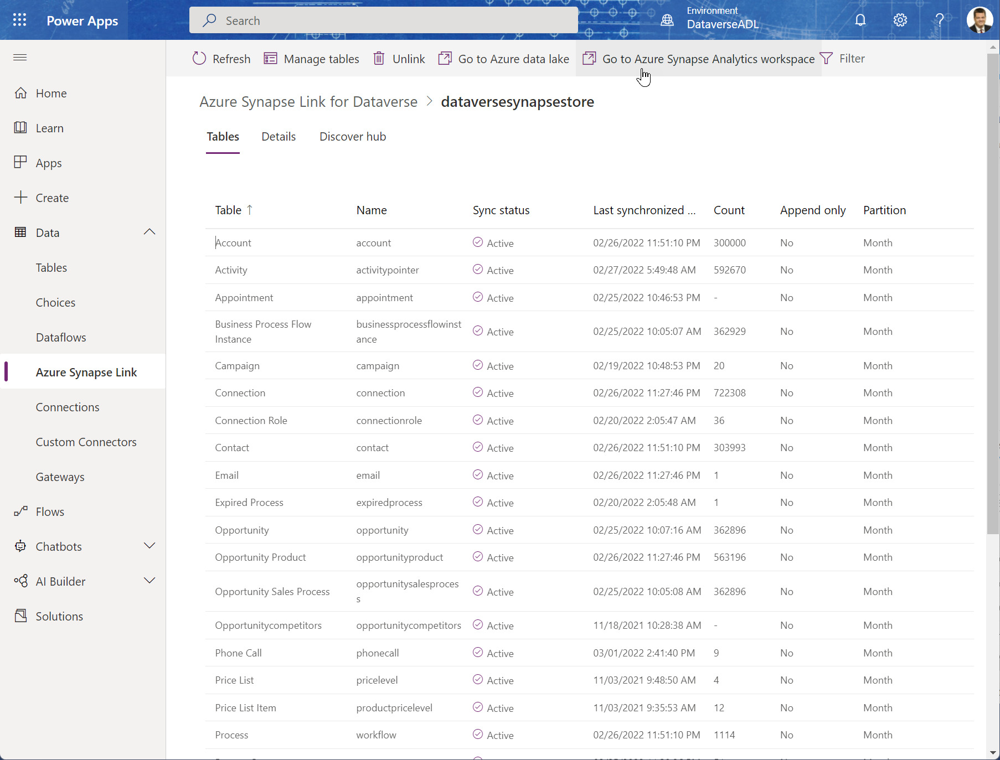 Power Apps
Search
Environment
DataverseADL
Refresh
Manage tables
Unlink
Go to Azure data lake
Go to Azure Synapse Analytics workspace
Filter
Home
Learn
Apps
Create
Data
Tables
Choices
Dataflows
Azure Synapse Link
Connections
Custom Connectors
Gateways
Flows
Chatbots
AI Builder
Solutions
Azure Synapse Link for Dataverse > dataversesynapsestore
Tables Details Discover hub
Table ↑ Name Sync status Last synchronized ... Count Append only Partition
Account account Active 02/26/2022 11:51:10 PM 300000 No Month
Activity activitypointer Active 02/27/2022 5:49:48 AM 592670 No Month
Appointment appointment Active 02/25/2022 10:46:53 PM - No Month
Business Process Flow
Instance
businessprocessflowinst
ance
Active 02/25/2022 10:05:07 AM 362929 No Month
Campaign campaign Active 02/19/2022 10:48:53 PM 20 No Month
Connection connection Active 02/26/2022 11:27:46 PM 722308 No Month
Connection Role connectionrole Active 02/20/2022 2:05:47 AM 36 No Month
Contact contact Active 02/26/2022 11:51:10 PM 303993 No Month
Email email Active 02/26/2022 11:27:46 PM 1 No Month
Expired Process expiredprocess Active 02/20/2022 2:05:48 AM 1 No Month
Opportunity opportunity Active 02/25/2022 10:07:16 AM 362896 No Month
Opportunity Product opportunityproduct Active 02/26/2022 11:27:46 PM 563196 No Month
Opportunity Sales Process
opportunitysalesproces
s
Active 02/25/2022 10:05:08 AM 362896 No Month
Opportunitycompetitors opportunitycompetitors Active 11/18/2021 10:28:38 AM - No Month
Phone Call phonecall Active 03/01/2022 2:41:40 PM 9 No Month
Price List pricelevel Active 11/03/2021 9:48:50 AM 4 No Month
Price List Item productpricelevel Active 11/03/2021 9:35:53 AM 12 No Month
Process workflow Active 02/26/2022 11:51:10 PM 1114 No Month